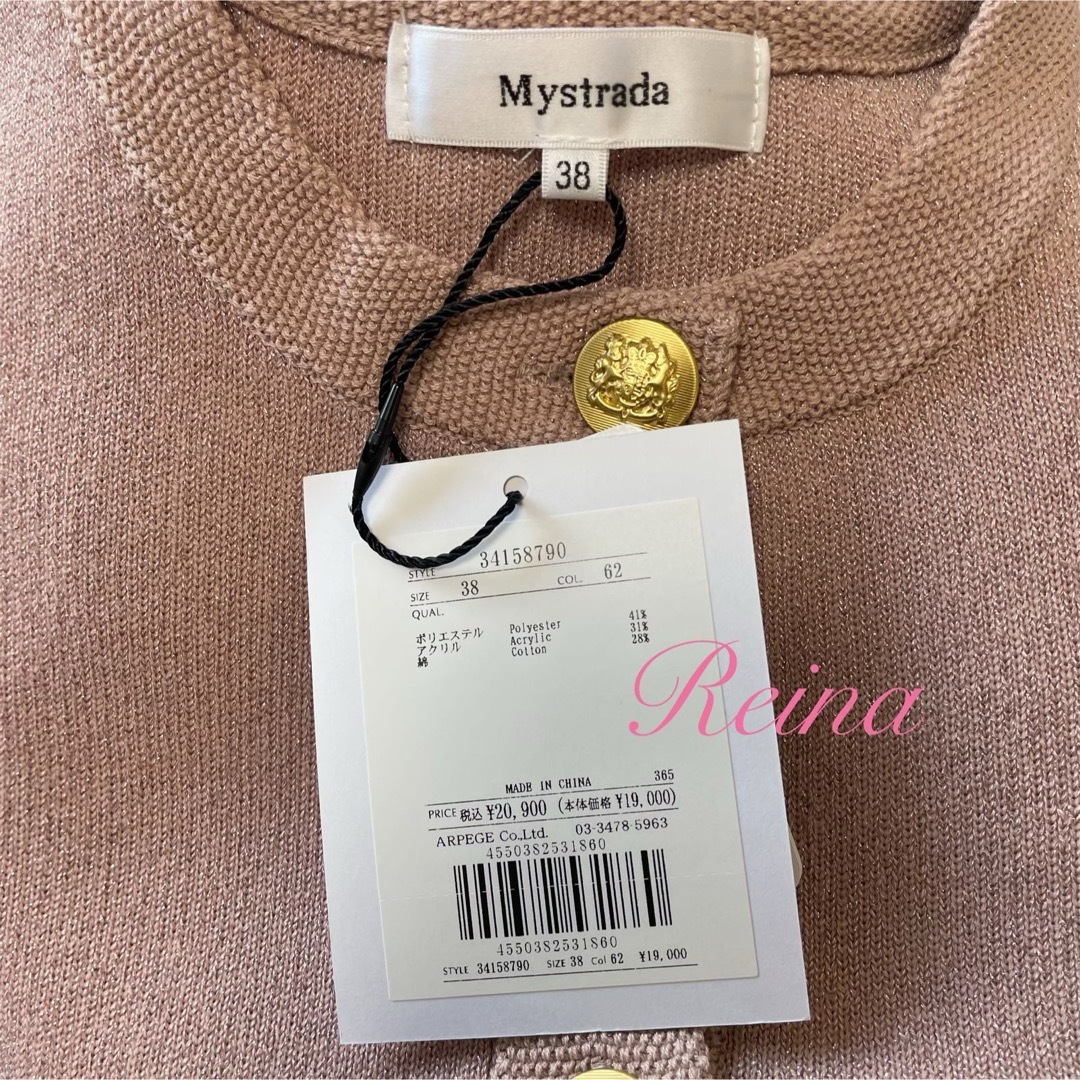 Mystrada
38
STYLE 34158790
SIZE 38 COL. 62
QUAL.
ポリエステル Polyester 41%
アクリル Acrylic 31%
綿 Cotton 28%
Reina
MADE IN CHINA 365
PRICE 税込 ¥20,900 (本体価格 ¥19,000)
ARPEGE Co.,Ltd. 03-3478-5963
4550382531860
4550382531860
STYLE 34158790 SIZE 38 Col 62 ¥19,000